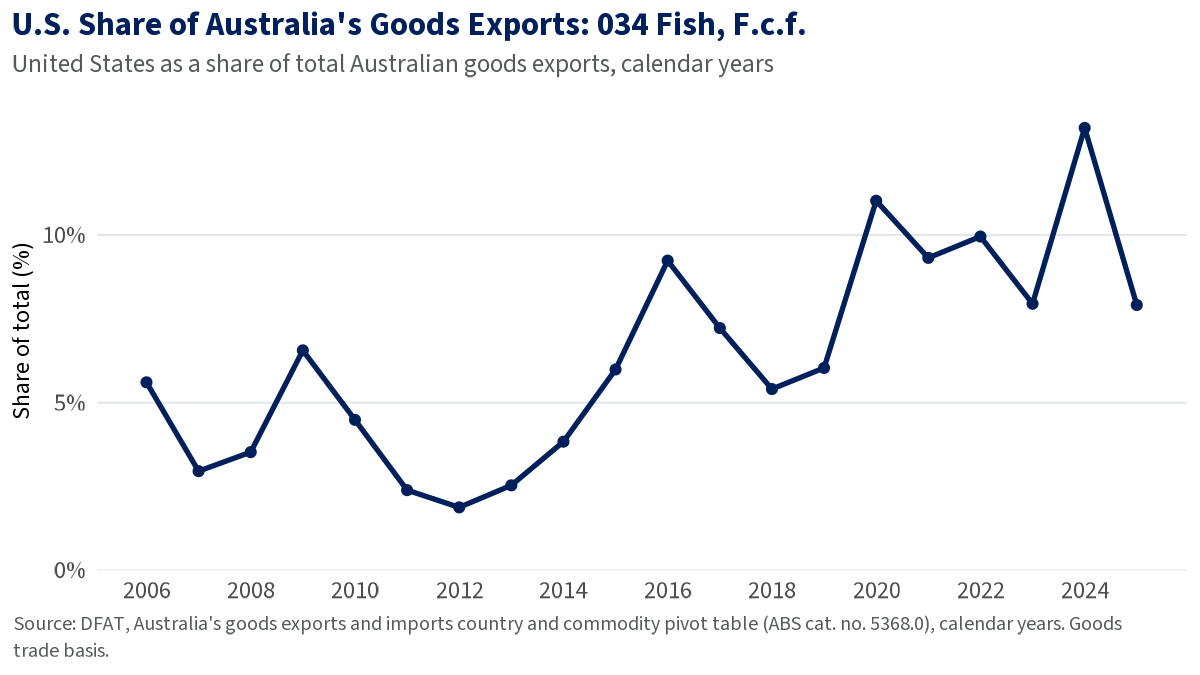 U.S. Share of Australia's Goods Exports: 034 Fish, F.c.f.
United States as a share of total Australian goods exports, calendar years
Share of total (%)
10%
5%
0%
2006 2008 2010 2012 2014 2016 2018 2020 2022 2024
Source: DFAT, Australia's goods exports and imports country and commodity pivot table (ABS cat. no. 5368.0), calendar years. Goods
trade basis.